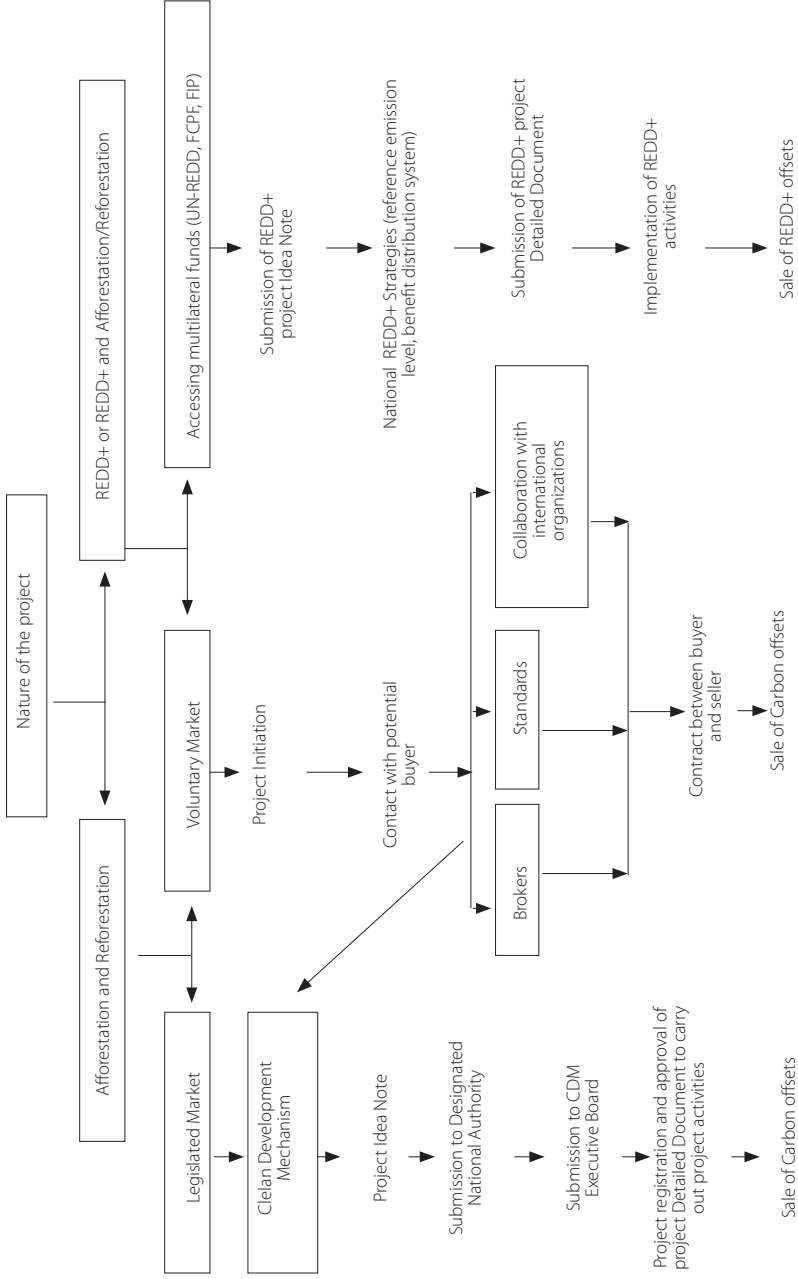 Nature of the project
Afforestation and Reforestation
REDD+ or REDD+ and Afforestation/Reforestation
Legislated Market
Voluntary Market
Accessing multilateral funds (UN-REDD, FCPF, FIP)
Clelan Development
Mechanism
Project Idea Note
Submission to Designated
National Authority
Submission to CDM
Executive Board
Project registration and approval of
project Detailed Document to carry
out project activities
Sale of Carbon offsets
Project Initiation
Contact with potential
buyer
Brokers
Standards
Collaboration with
international
organizations
Contract between buyer
and seller
Sale of Carbon offsets
Submission of REDD+
project Idea Note
National REDD+ Strategies (reference emission
level, benefit distribution system)
Submission of REDD+ project
Detailed Document
Implementation of REDD+
activities
Sale of REDD+ offsets